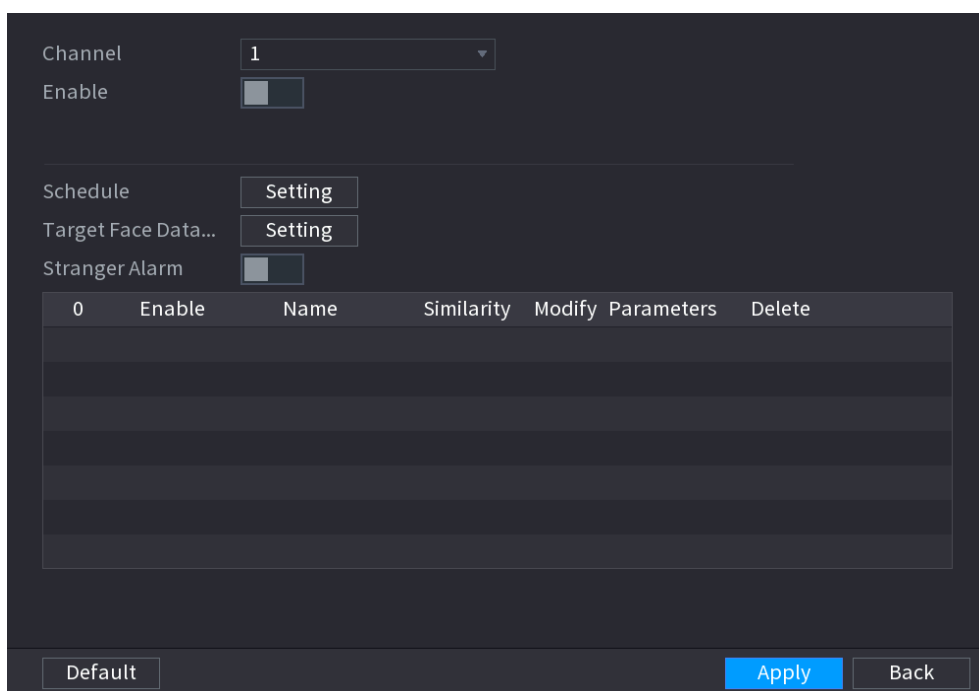 Channel 1
Enable
Schedule Setting
Target Face Data... Setting
Stranger Alarm
0 Enable Name Similarity Modify Parameters Delete
Default Apply Back